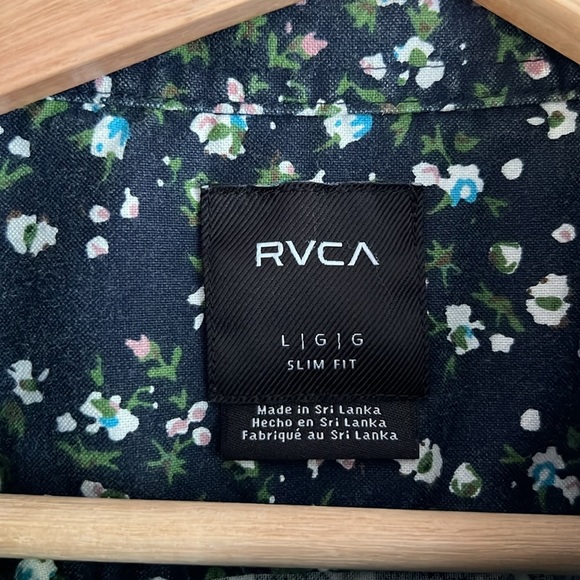 RVCA
L | G | G
SLIM FIT
Made in Sri Lanka
Hecho en Sri Lanka
Fabriqué au Sri Lanka